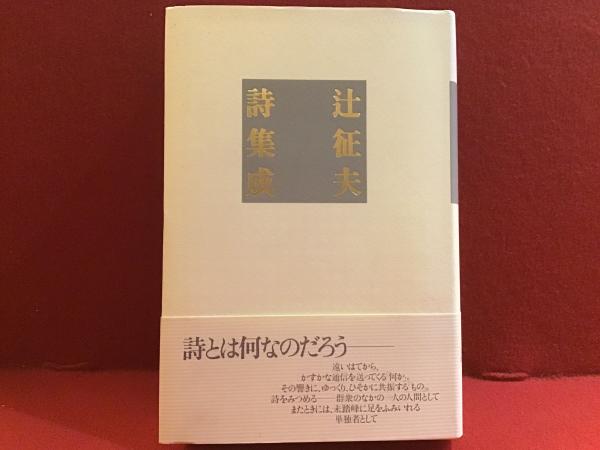 辻征夫
詩集成
詩とは何なのだろう——
遠いはてから、
かすかな通信を送ってくる「何か」。
その響きに、ゆっくり、ひそかに共振する「もの」。
詩をみつめる——群衆のなかの一人の人間として
またときには、未踏峰に足をふみいれる
単独者として